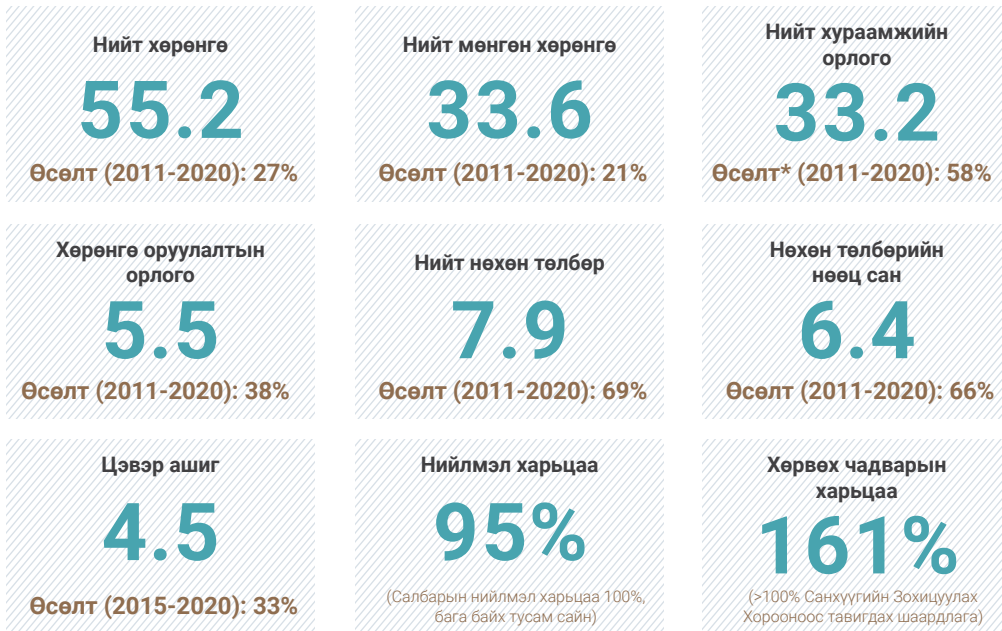 Нийт хөрөнгө
55.2
Өсөлт (2011-2020): 27%
Нийт мөнгөн хөрөнгө
33.6
Өсөлт (2011-2020): 21%
Нийт хураамжийн
орлого
33.2
Өсөлт* (2011-2020): 58%
Хөрөнгө оруулалтын
орлого
5.5
Өсөлт (2011-2020): 38%
Нийт нөхөн төлбөр
7.9
Өсөлт (2011-2020): 69%
Нөхөн төлбөрийн
нөөц сан
6.4
Өсөлт (2011-2020): 66%
Цэвэр ашиг
4.5
Өсөлт (2015-2020): 33%
Нийлмэл харьцаа
95%
(Салбарын нийлмэл харьцаа 100%,
бага байх тусам сайн)
Хөрвөх чадварын
харьцаа
161%
(>100% Санхүүгийн Зохицуулах
Хорооноос тавигдах шаардлага)